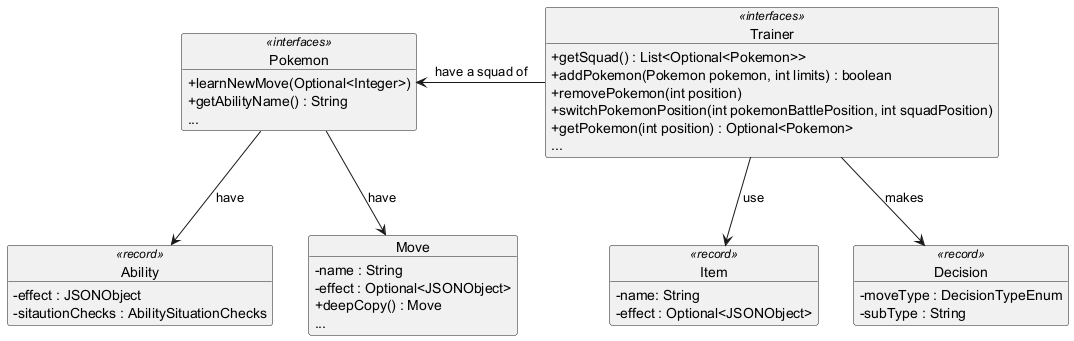 «interfaces»
Pokemon
+learnNewMove(Optional<Integer>)
+getAbilityName() : String
...
have a squad of
«interfaces»
Trainer
+getSquad() : List<Optional<Pokemon>>
+addPokemon(Pokemon pokemon, int limits) : boolean
+removePokemon(int position)
+switchPokemonPosition(int pokemonBattlePosition, int squadPosition)
+getPokemon(int position) : Optional<Pokemon>
...
have
have
use
makes
«record»
Ability
-effect : JSONObject
-sitautionChecks : AbilitySituationChecks
Move
-name : String
-effect : Optional<JSONObject>
+deepCopy() : Move
...
«record»
Item
-name: String
-effect : Optional<JSONObject>
«record»
Decision
-moveType : DecisionTypeEnum
-subType : String